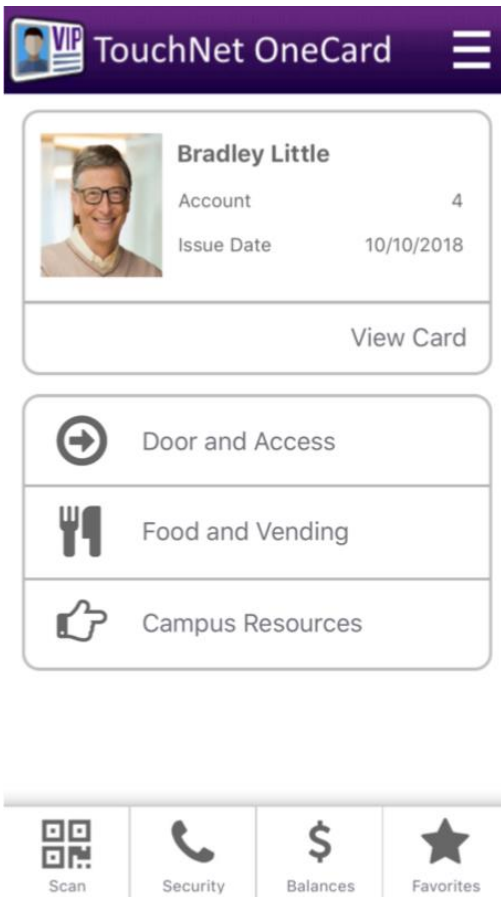 VIP TouchNet OneCard
Bradley Little
Account 4
Issue Date 10/10/2018
View Card
Door and Access
Food and Vending
Campus Resources
Scan Security Balances Favorites